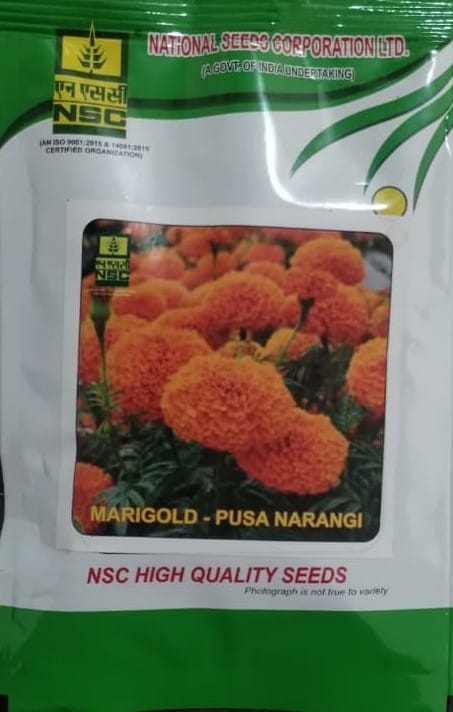 NATIONAL SEEDS CORPORATION LTD.
(A GOVT. OF INDIA UNDERTAKING)
एन एस सी
NSC
(AN ISO 9001:2015 & 14001:2015
CERTIFIED ORGANIZATION)
एन एस सी
NSC
MARIGOLD - PUSA NARANGI
NSC HIGH QUALITY SEEDS
Photograph is not true to variety